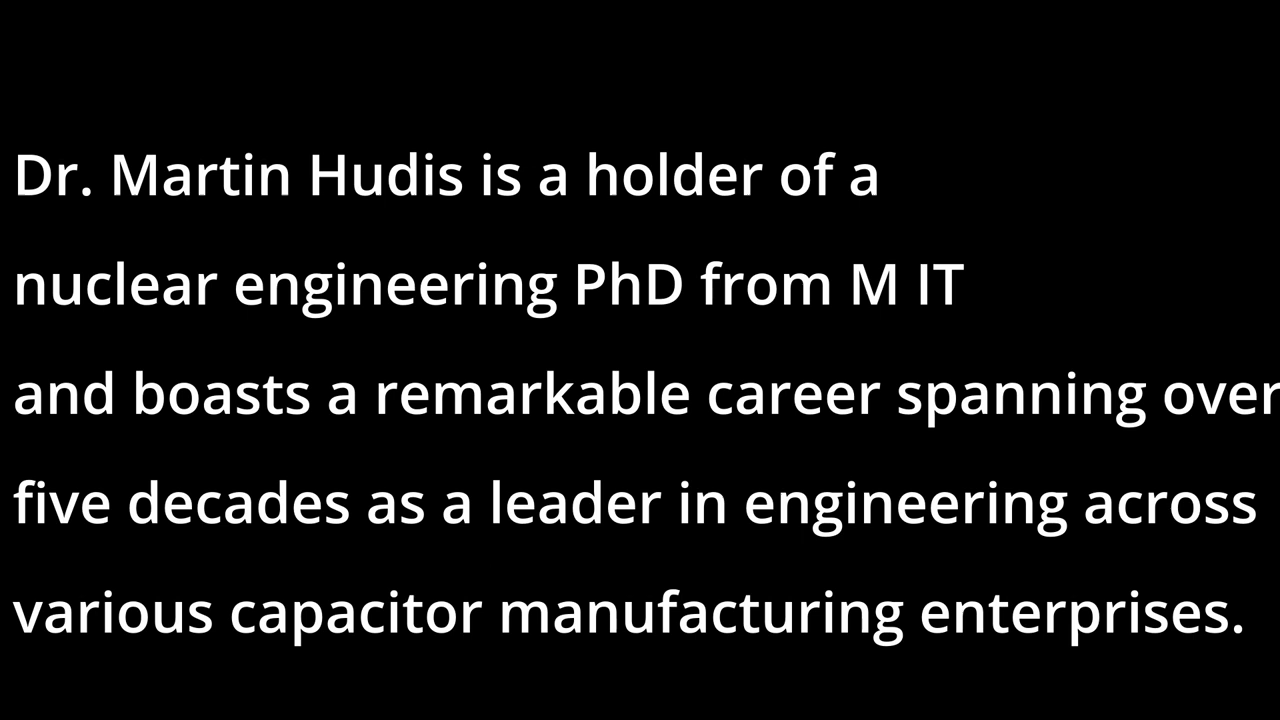 Dr. Martin Hudis is a holder of a
nuclear engineering PhD from M IT
and boasts a remarkable career spanning over
five decades as a leader in engineering across
various capacitor manufacturing enterprises.